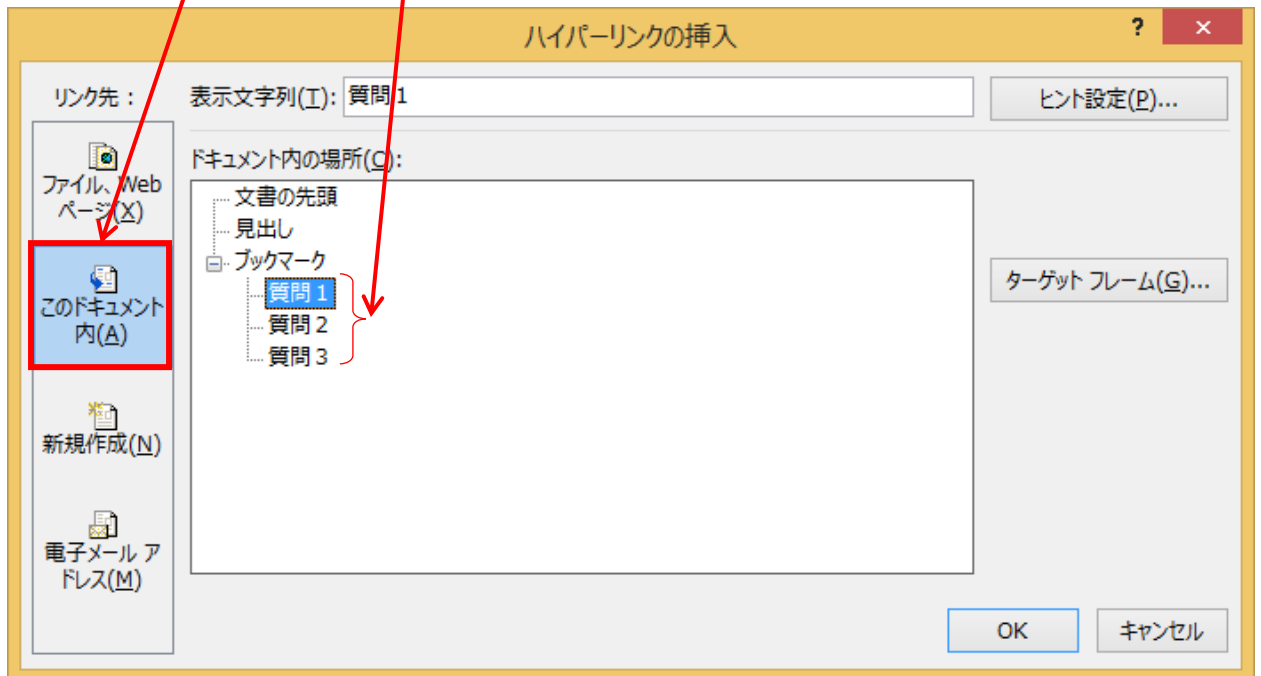 ハイパーリンクの挿入
?
×
リンク先：
表示文字列(T): 質問1
ヒント設定(P)...
ファイル、Web
ページ(X)
このドキュメント
内(A)
新規作成(N)
電子メール ア
ドレス(M)
ドキュメント内の場所(C):
文書の先頭
見出し
ブックマーク
質問1
質問2
質問3
ターゲット フレーム(G)...
OK
キャンセル